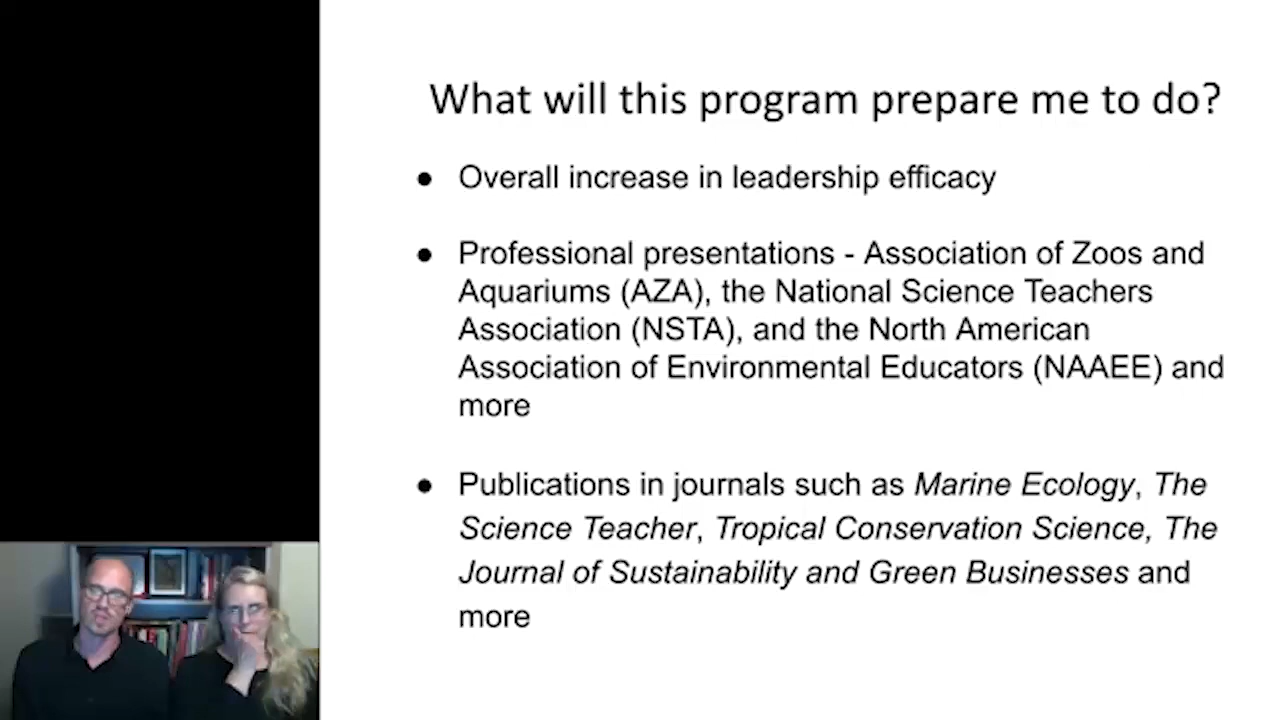 What will this program prepare me to do?
● Overall increase in leadership efficacy
● Professional presentations - Association of Zoos and
Aquariums (AZA), the National Science Teachers
Association (NSTA), and the North American
Association of Environmental Educators (NAAEE) and
more
● Publications in journals such as Marine Ecology, The
Science Teacher, Tropical Conservation Science, The
Journal of Sustainability and Green Businesses and
more